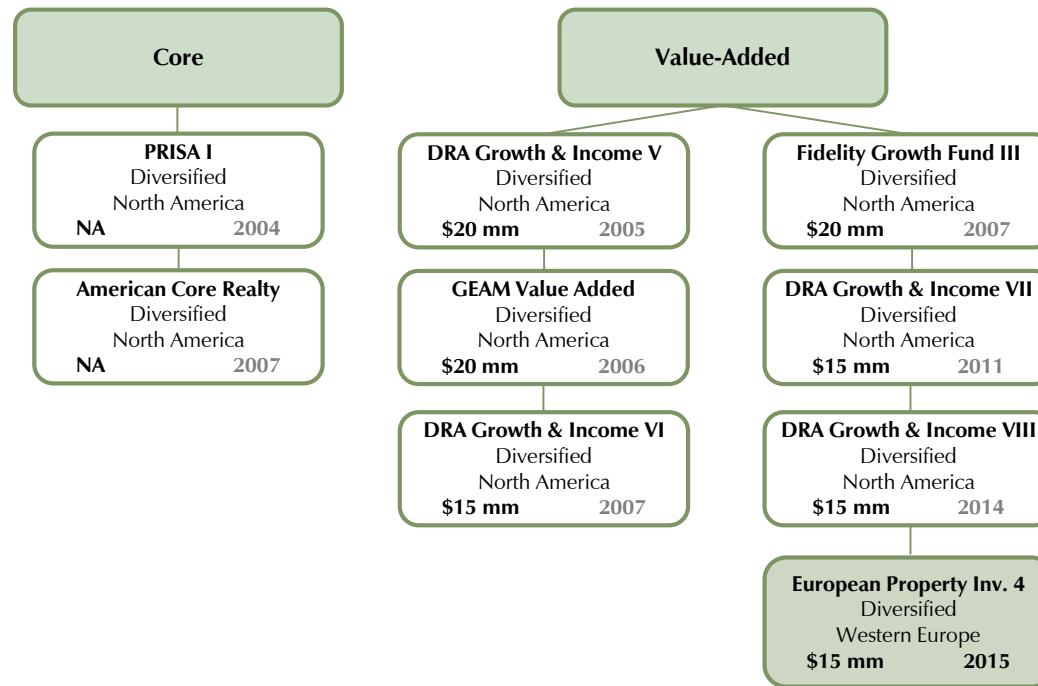 Core
PRISA I
Diversified
North America
NA 2004
American Core Realty
Diversified
North America
NA 2007
Value-Added
DRA Growth & Income V
Diversified
North America
$20 mm 2005
GEAM Value Added
Diversified
North America
$20 mm 2006
DRA Growth & Income VI
Diversified
North America
$15 mm 2007
Fidelity Growth Fund III
Diversified
North America
$20 mm 2007
DRA Growth & Income VII
Diversified
North America
$15 mm 2011
DRA Growth & Income VIII
Diversified
North America
$15 mm 2014
European Property Inv. 4
Diversified
Western Europe
$15 mm 2015